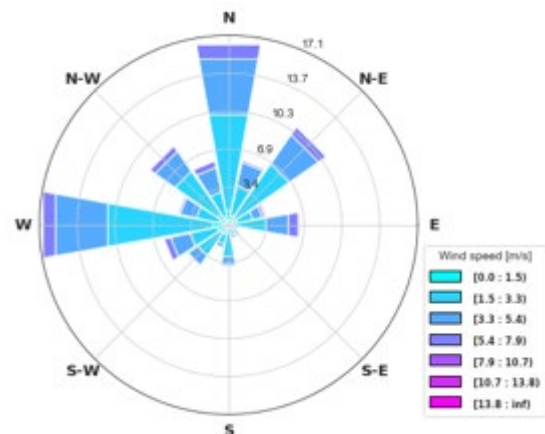 N
17.1
N-W
13.7
N-E
10.3
6.9
3.4
W
E
Wind speed [m/s]
[0.0 : 1.5)
[1.5 : 3.3)
[3.3 : 5.4)
[5.4 : 7.9)
[7.9 : 10.7)
[10.7 : 13.8)
[13.8 : inf)
S-W
S-E
S